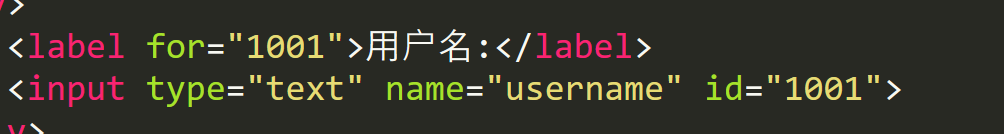 />
<label for="1001">用户名:</label>
<input type="text" name="username" id="1001">
y>